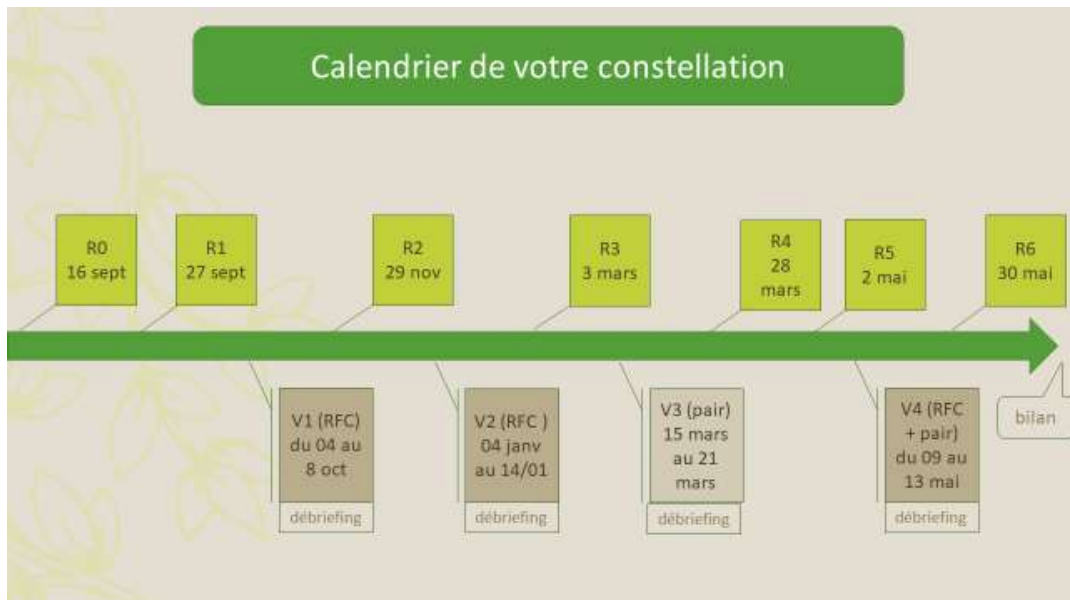 Calendrier de votre constellation
R0
16 sept
R1
27 sept
R2
29 nov
R3
3 mars
R4
28
mars
R5
2 mai
R6
30 mai
V1 (RFC)
du 04 au
8 oct
débriefing
V2 (RFC )
04 janv
au 14/01
débriefing
V3 (pair)
15 mars
au 21
mars
débriefing
V4 (RFC
+ pair)
du 09 au
13 mai
débriefing
bilan